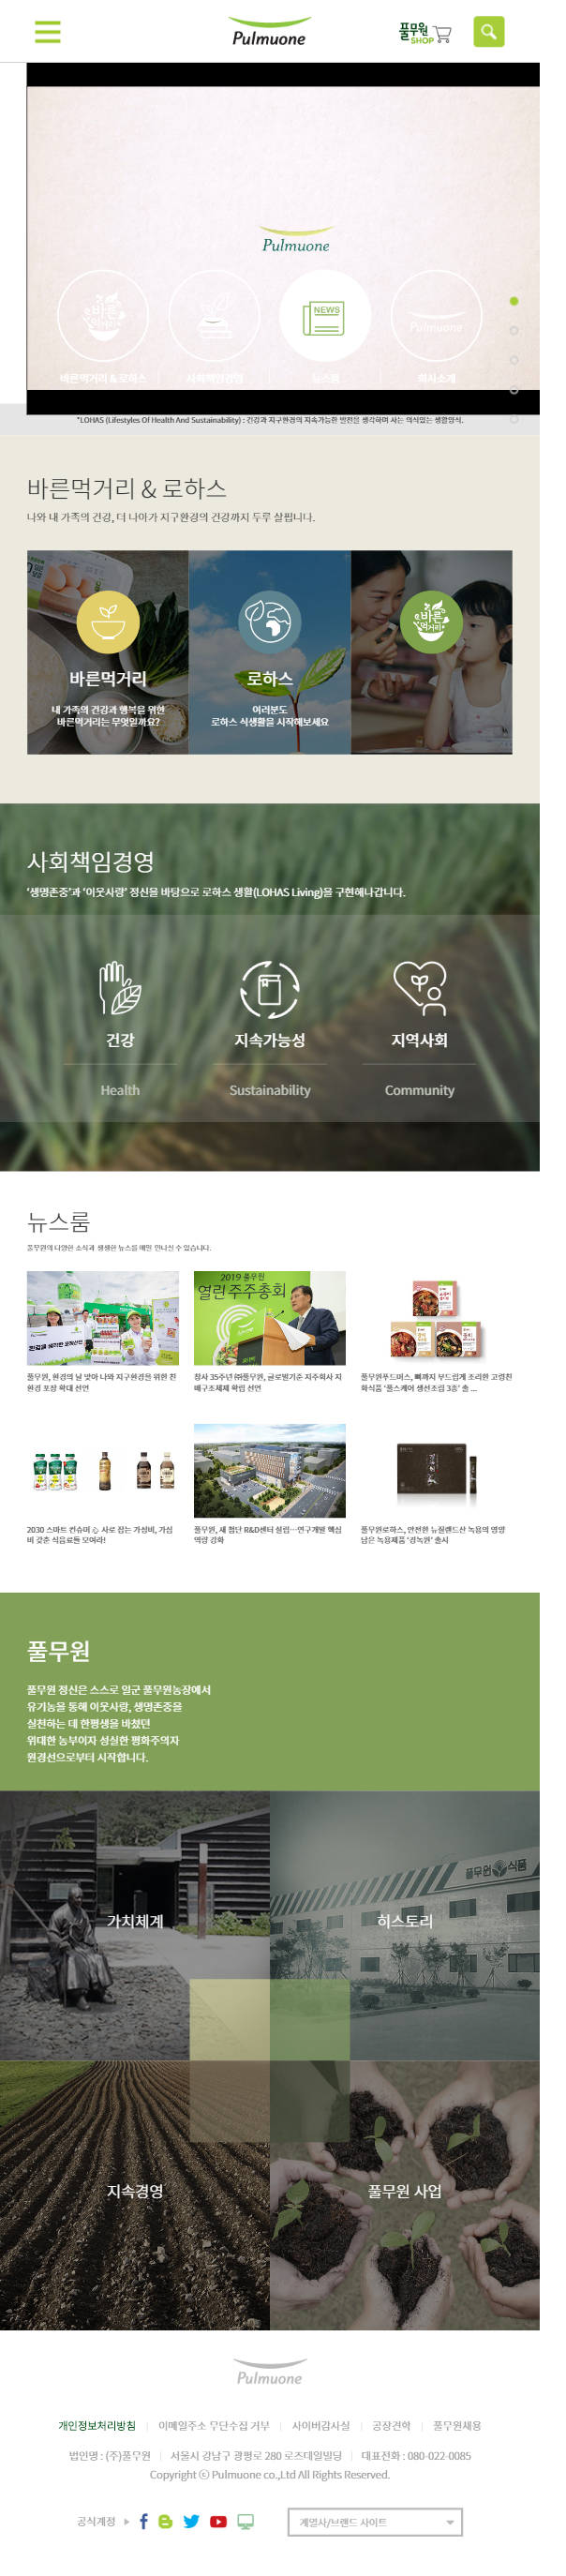 Pulmuone
풀무원
SHOP
Pulmuone
바른
먹거리
NEWS
Pulmuone
바른먹거리 & 로하스
사회책임경영
뉴스룸
회사소개
*LOHAS (Lifestyles Of Health And Sustainability) : 건강과 지구환경의 지속가능한 발전을 생각하며 사는 의식있는 생활양식.
바른먹거리 & 로하스
나와 내 가족의 건강, 더 나아가 지구환경의 건강까지 두루 살핍니다.
바른
먹거리
바른먹거리
내 가족의 건강과 행복을 위한
바른먹거리는 무엇일까요?
로하스
여러분도
로하스 식생활을 시작해보세요
사회책임경영
‘생명존중’과 ‘이웃사랑’ 정신을 바탕으로 로하스 생활(LOHAS Living)을 구현해나갑니다.
건강
지속가능성
지역사회
Health
Sustainability
Community
뉴스룸
풀무원의 다양한 소식과 생생한 뉴스를 매일 만나실 수 있습니다.
2019 풀무원
열린 주주총회
풀무원, 환경의 날 맞아 나와 지구환경을 위한 친
환경 포장 확대 선언
창사 35주년 ㈜풀무원, 글로벌기준 지주회사 지
배구조체제 확립 선언
풀무원푸드머스, 뼈까지 부드럽게 조리한 고령친
화식품 ‘풀스케어 생선조림 3종’ 출 ...
2030 스마트 컨슈머 心 사로 잡는 가성비, 가심
비 갖춘 식음료들 모여라!
풀무원, 새 첨단 R&D센터 설립…연구개발 핵심
역량 강화
풀무원로하스, 안전한 뉴질랜드산 녹용의 영양
담은 녹용제품 ‘경녹원’ 출시
풀무원
풀무원 정신은 스스로 일군 풀무원농장에서
유기농을 통해 이웃사랑, 생명존중을
실천하는 데 한평생을 바쳤던
위대한 농부이자 성실한 평화주의자
원경선으로부터 시작합니다.
풀무원 식품
가치체계
히스토리
지속경영
풀무원 사업
Pulmuone
개인정보처리방침 | 이메일주소 무단수집 거부 | 사이버감사실 | 공장견학 | 풀무원채용
법인명 : (주)풀무원 | 서울시 강남구 광평로 280 로즈데일빌딩 | 대표전화 : 080-022-0085
Copyright ⓒ Pulmuone co.,Ltd All Rights Reserved.
공식계정
계열사/브랜드 사이트